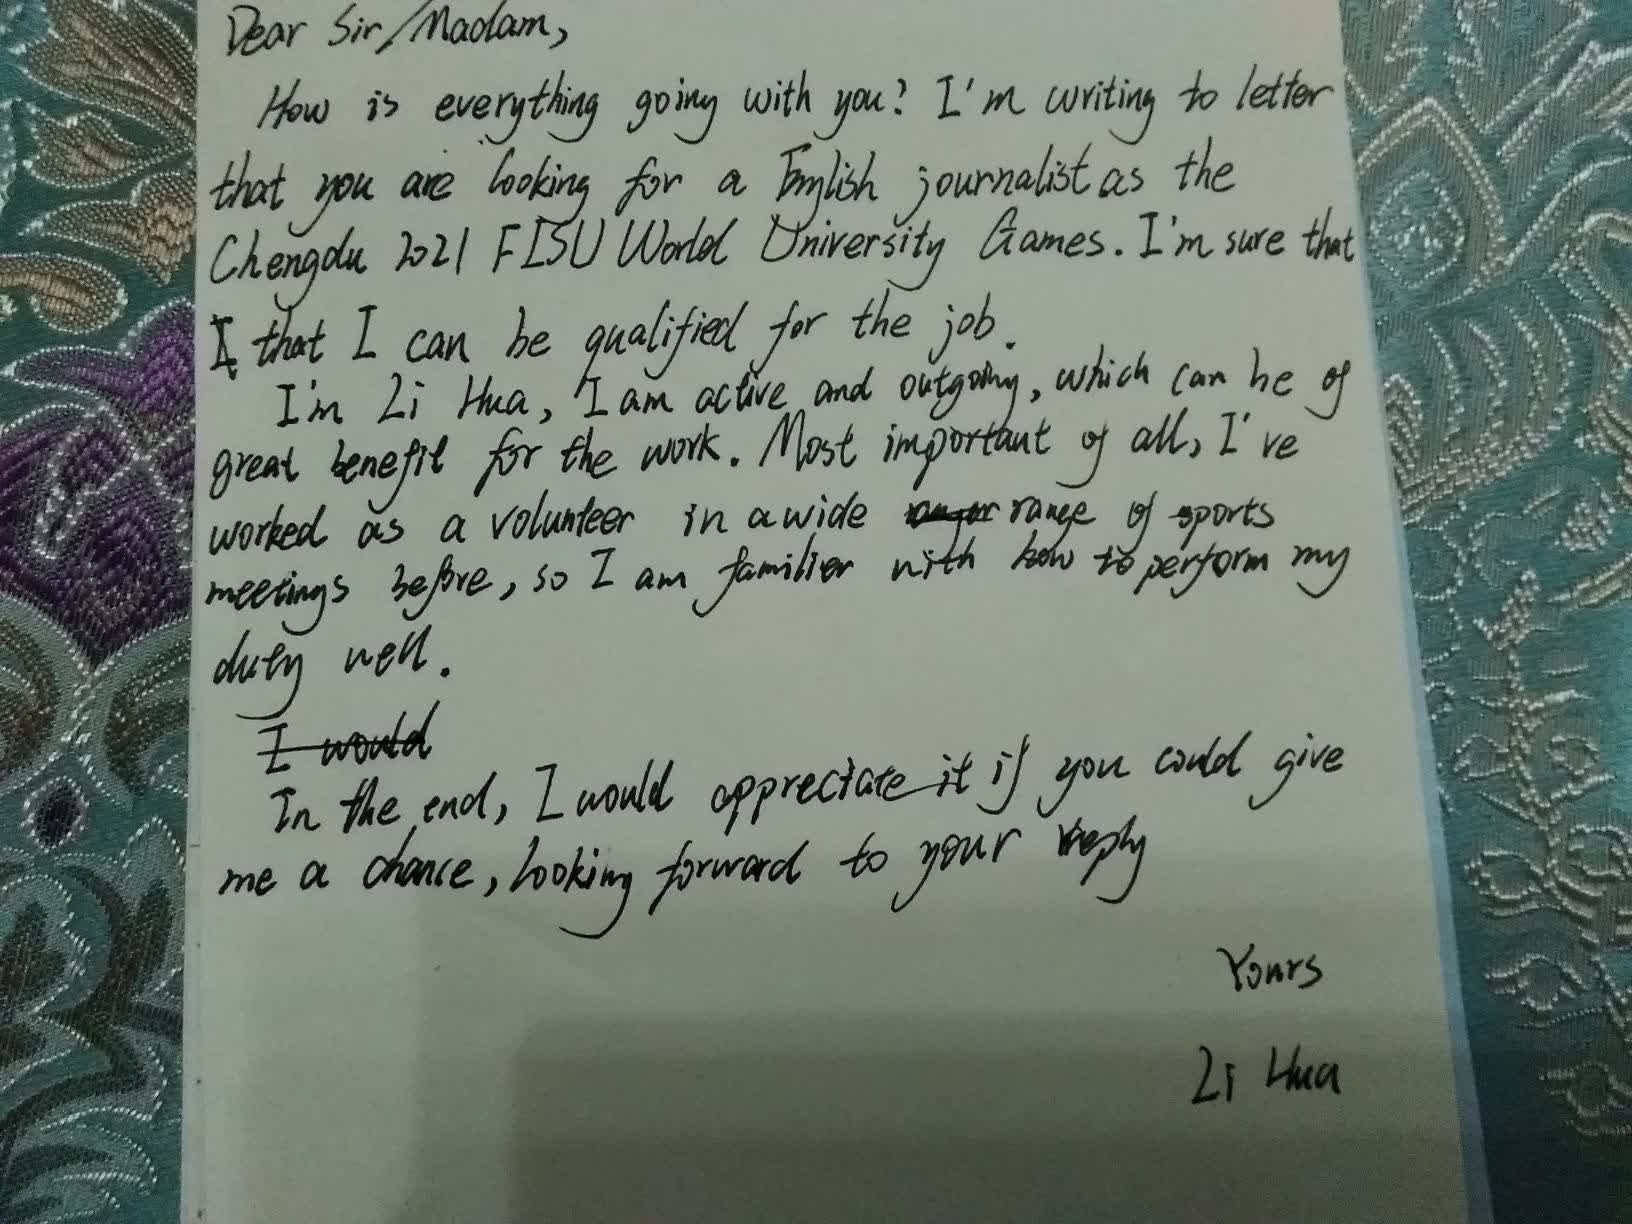 Dear Sir/Madam,
How is everything going with you? I'm writing to letter
that you are looking for a English journalist as the
Chengdu 2021 FISU World University Games. I'm sure that
I that I can be qualified for the job.
I'm Li Hua, I am active and outgoing, which can be of
great benefit for the work. Most important of all, I've
worked as a volunteer in a wide range of sports
meetings before, so I am familier with how to perform my
duty well.
I would
In the end, I would appreciate it if you could give
me a chance, looking forward to your reply
Yours
Li Hua